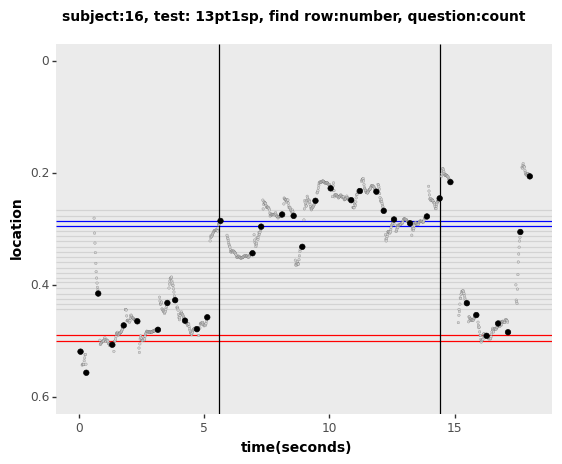 subject:16, test: 13pt1sp, find row:number, question:count
0
0.2
0.4
0.6
location
0
5
10
15
time(seconds)